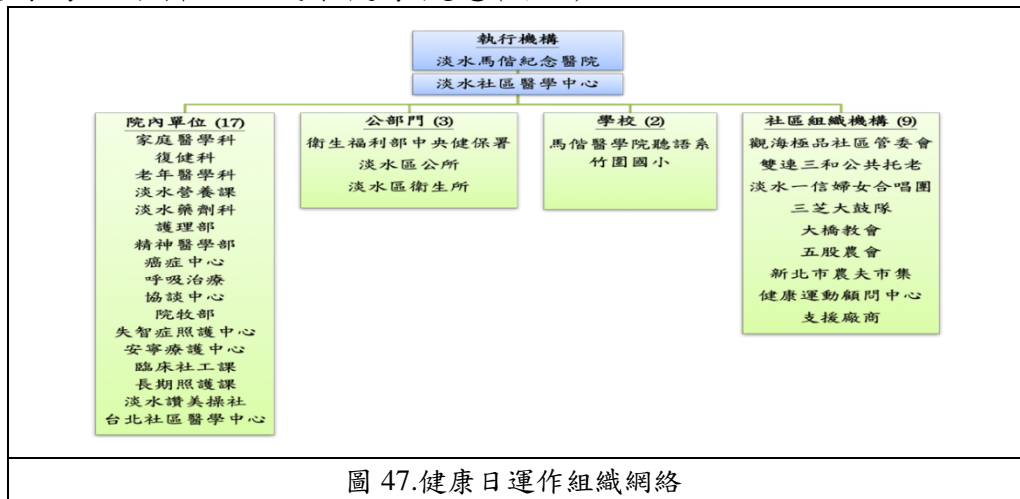 執行機構
淡水馬偕紀念醫院
淡水社區醫學中心
院內單位 (17)
家庭醫學科
復健科
老年醫學科
淡水營養課
淡水藥劑科
護理部
精神醫學部
癌症中心
呼吸治療
協談中心
院牧部
失智症照護中心
安寧療護中心
臨床社工課
長期照護課
淡水讚美操社
台北社區醫學中心
公部門 (3)
衛生福利部中央健保署
淡水區公所
淡水區衛生所
學校 (2)
馬偕醫學院聽語系
竹圍國小
社區組織機構 (9)
觀海極品社區管委會
雙連三和公共托老
淡水一信婦女合唱團
三芝大鼓隊
大橋教會
五股農會
新北市農夫市集
健康運動顧問中心
支援廠商
圖 47.健康日運作組織網絡